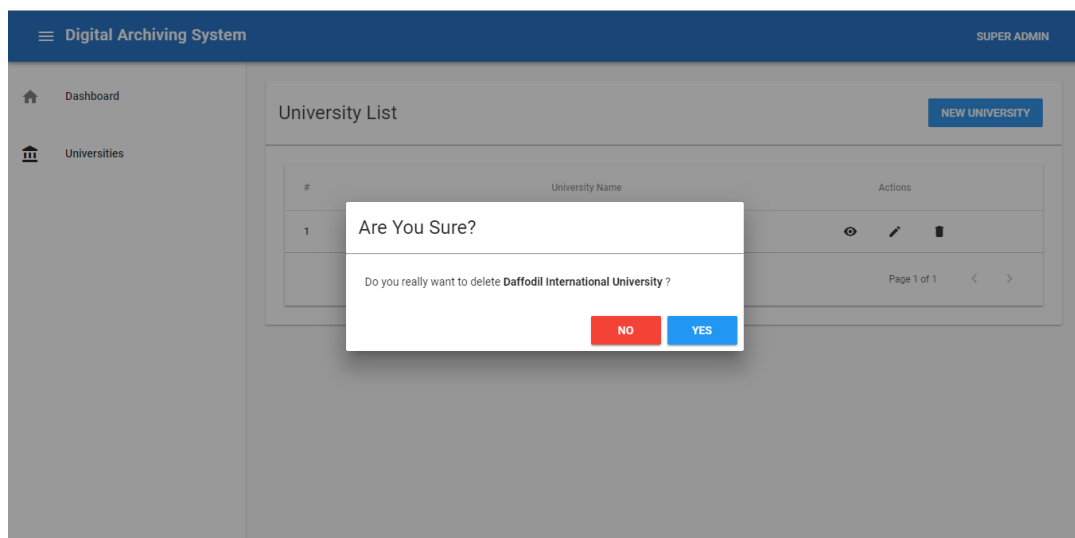 Digital Archiving System
SUPER ADMIN
Dashboard
Universities
University List
NEW UNIVERSITY
# University Name Actions
1
Page 1 of 1
Are You Sure?
Do you really want to delete Daffodil International University ?
NO YES